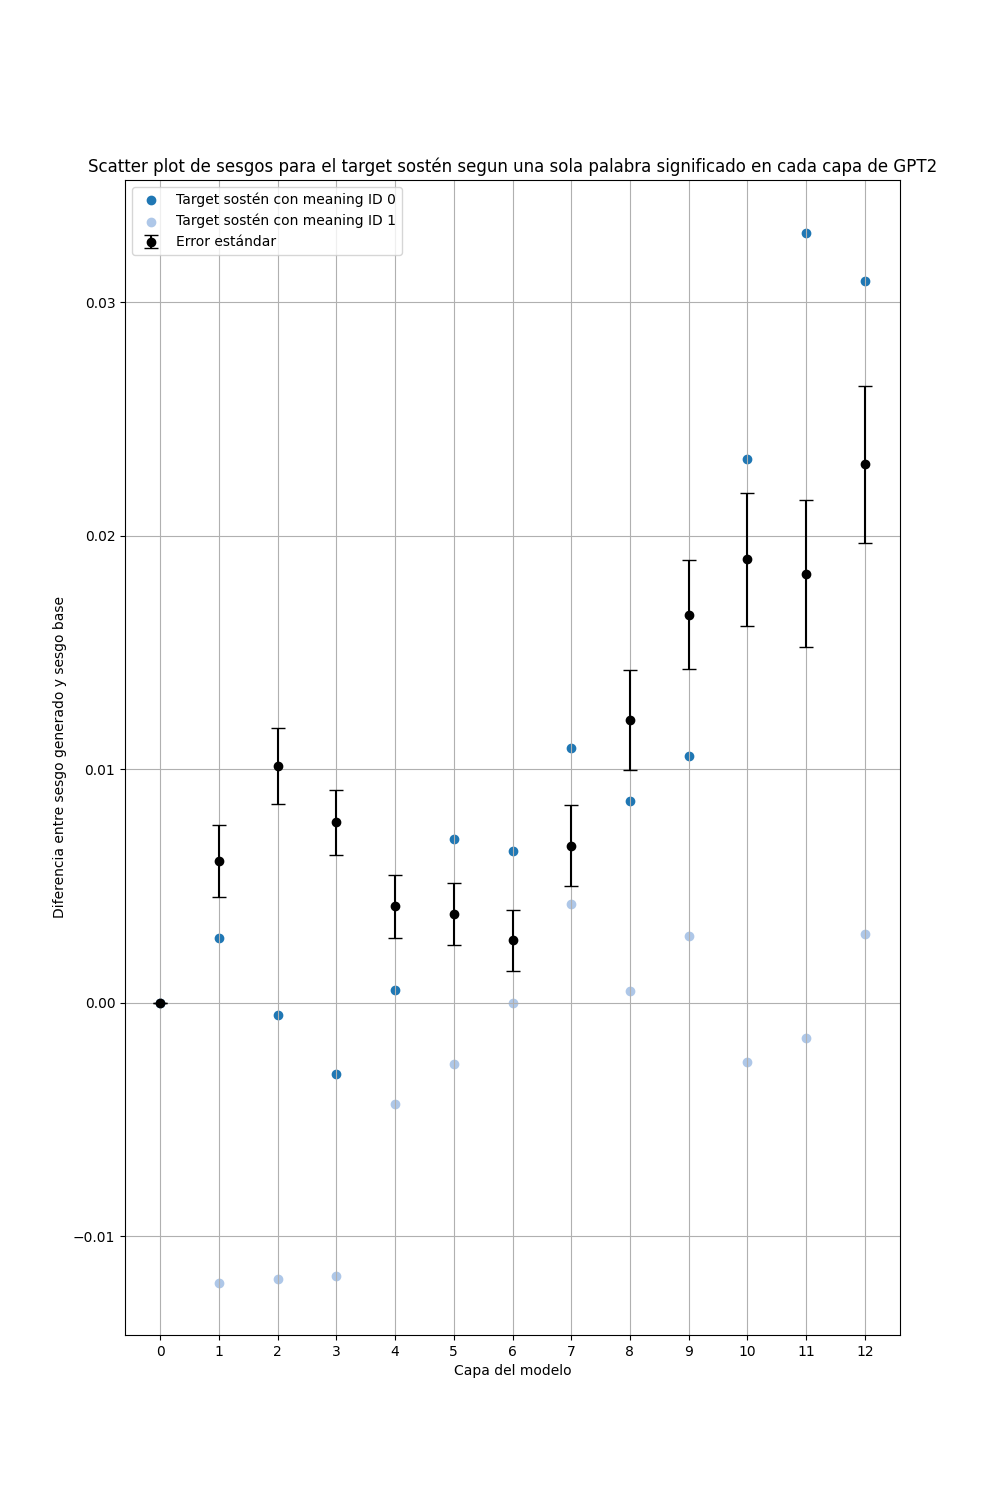 Scatter plot de sesgos para el target sostén segun una sola palabra significado en cada capa de GPT2
Target sostén con meaning ID 0
Target sostén con meaning ID 1
Error estándar
0.03
0.02
0.01
0.00
−0.01
Diferencia entre sesgo generado y sesgo base
0 1 2 3 4 5 6 7 8 9 10 11 12
Capa del modelo